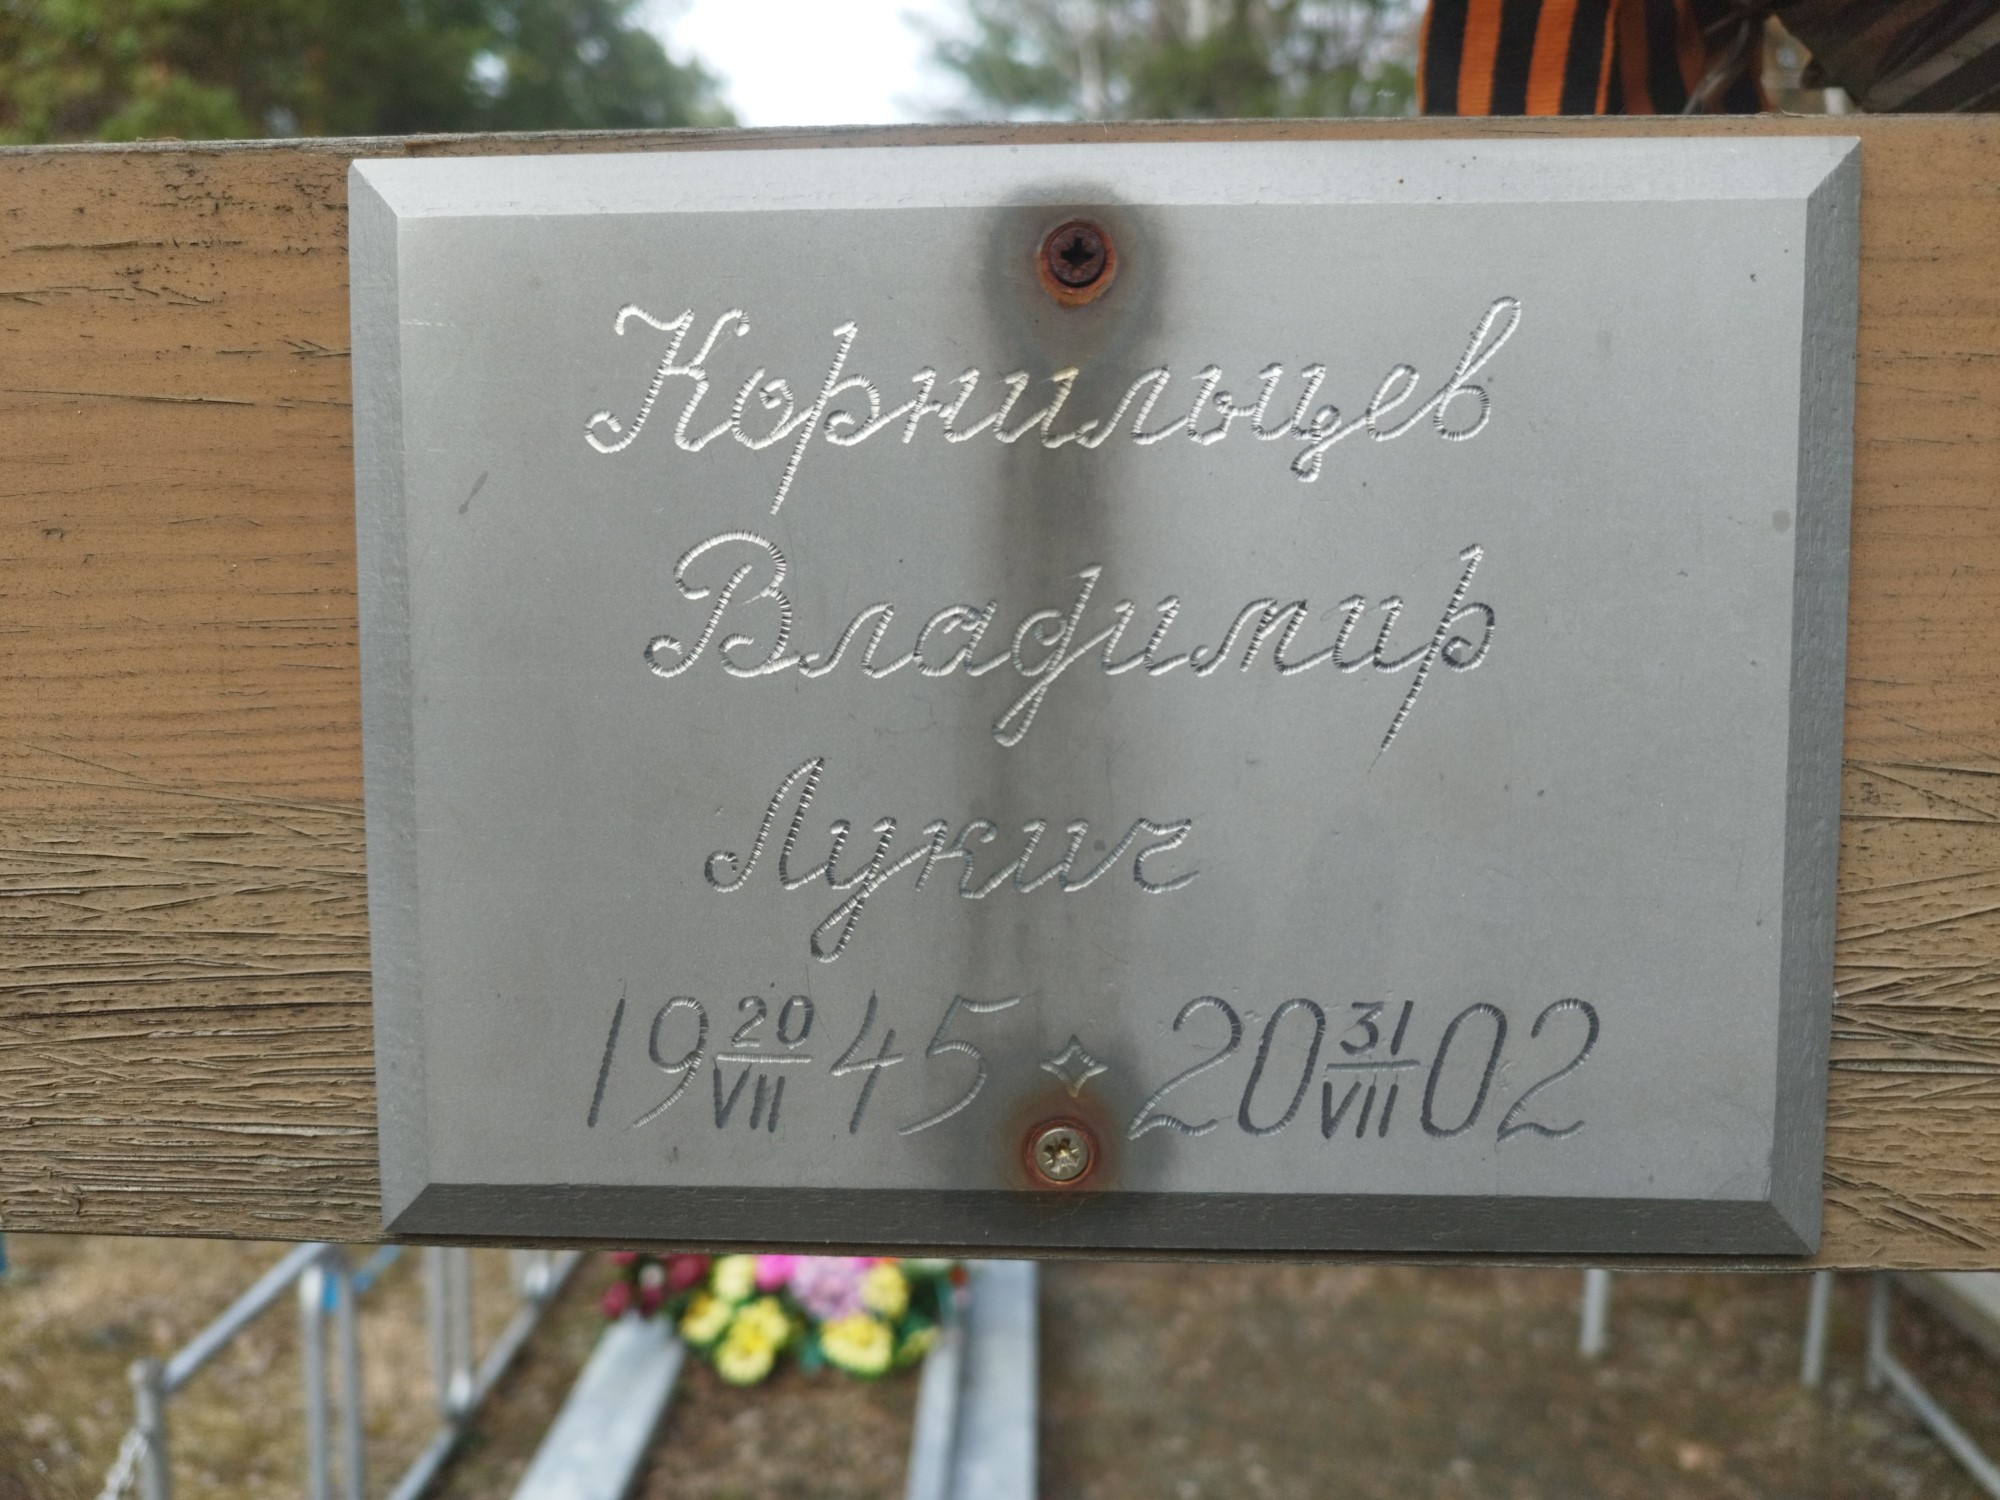 Корнильцев
Владимир
Лукич
19 20/VII 45 ✧ 20 31/VII 02